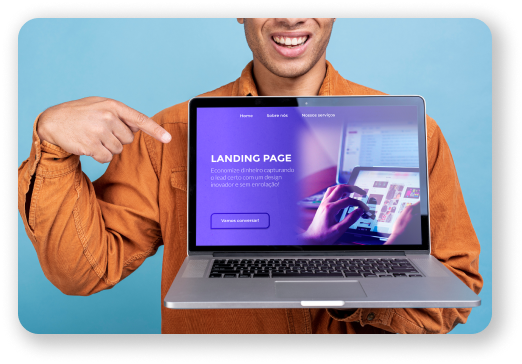 Home Sobre nós Nossos serviços
LANDING PAGE
Economize dinheiro capturando
o lead certo com um design
inovador e sem enrolação!
Vamos conversar!